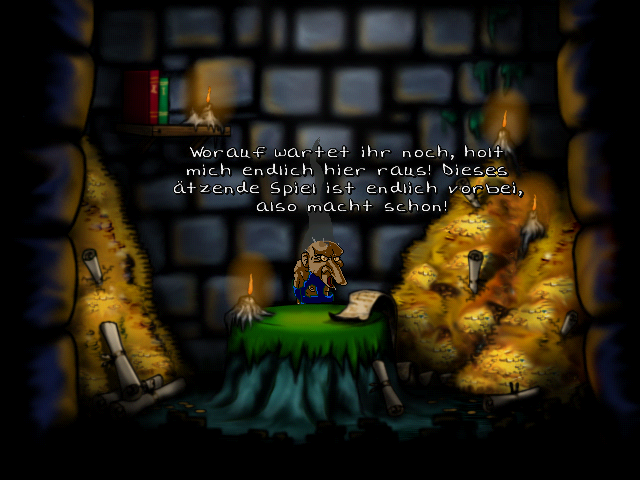 Worauf wartet ihr noch, holt
mich endlich hier raus! Dieses
ätzende Spiel ist endlich vorbei,
also macht schon!